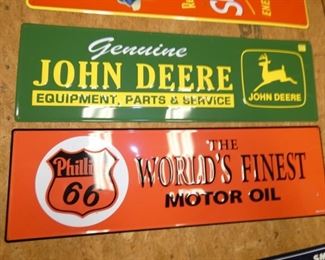 Genuine
JOHN DEERE
EQUIPMENT, PARTS & SERVICE
JOHN DEERE
THE
Phillips
66
WORLD'S FINEST
MOTOR OIL